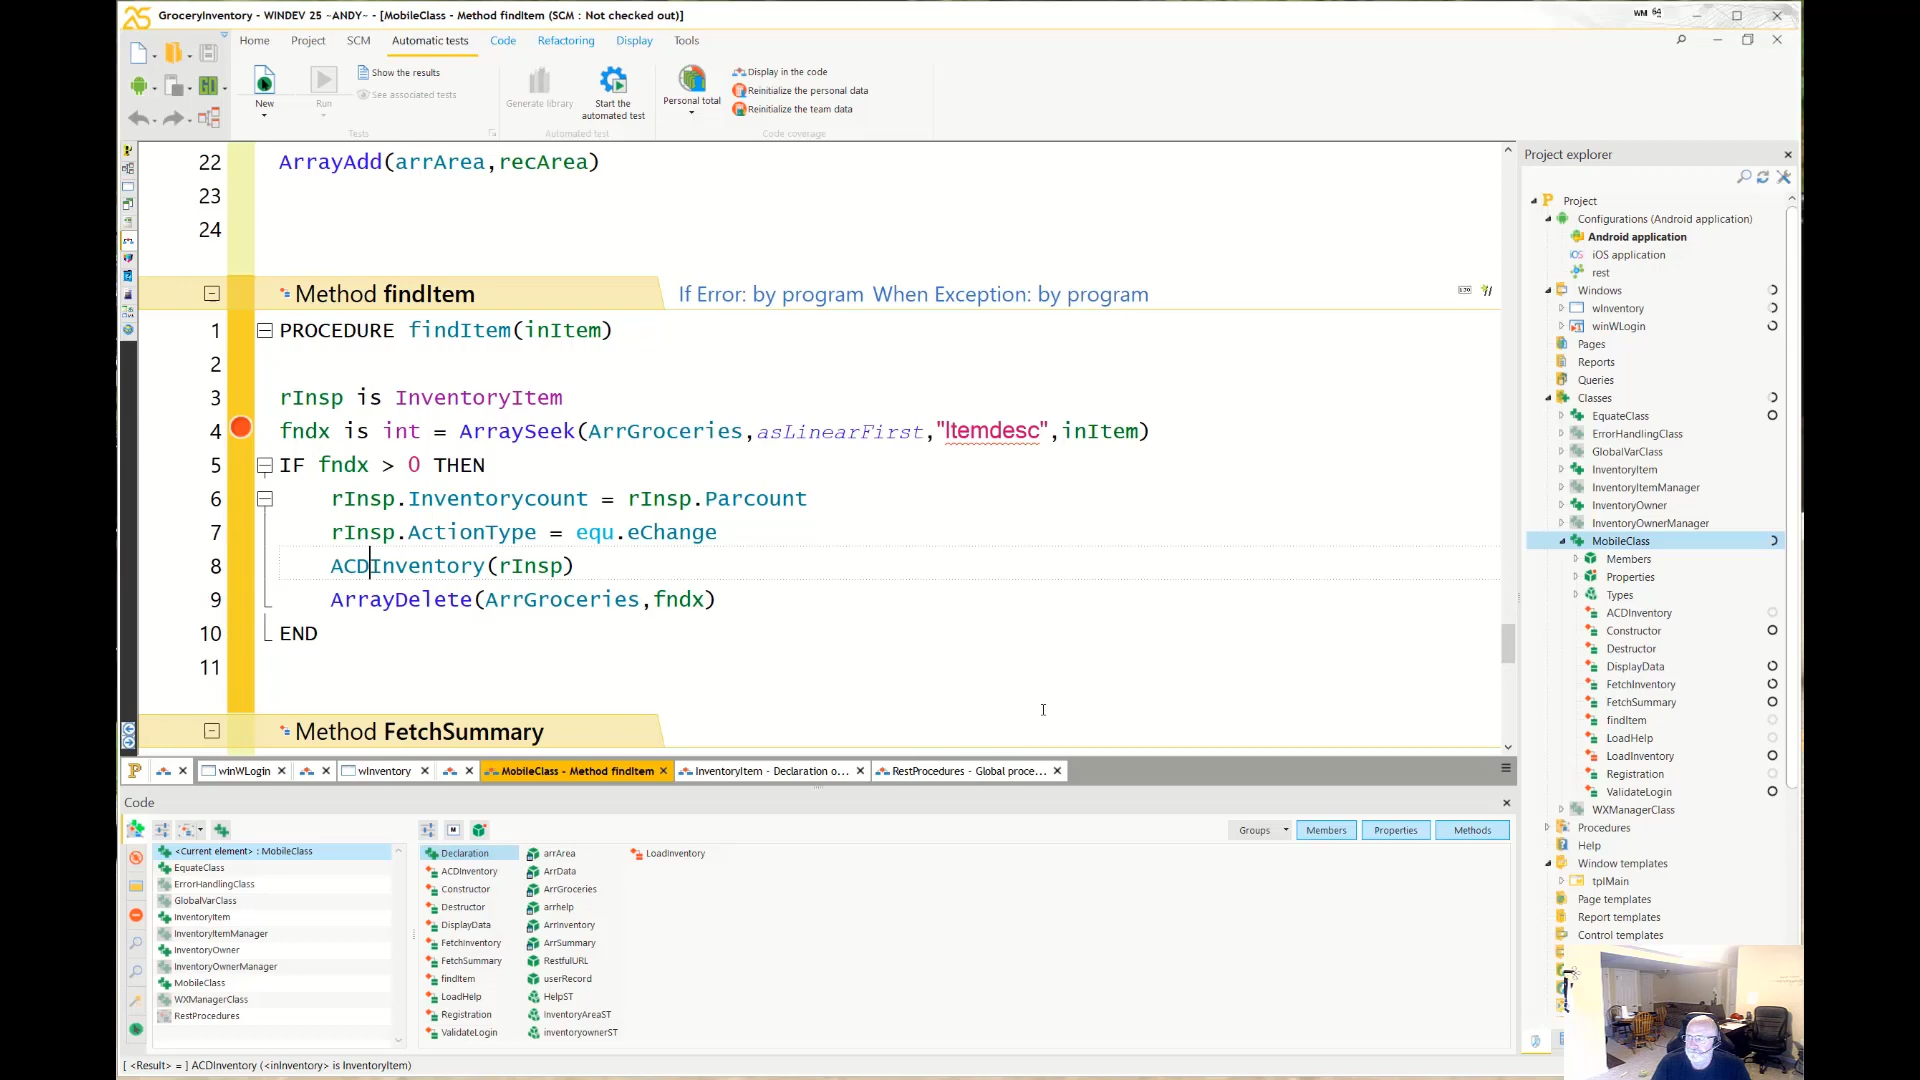 GroceryInventory - WINDEV 25 ~ANDY~ - [MobileClass - Method findItem (SCM : Not checked out)]
WM 64
Home Project SCM Automatic tests Code Refactoring Display Tools
New
Run
Show the results
See associated tests
Tests
Generate library
Start the automated test
Automated test
Personal total
Display in the code
Reinitialize the personal data
Reinitialize the team data
Code coverage
22 ArrayAdd(arrArea,recArea)
23
24
Method findItem If Error: by program When Exception: by program
1 PROCEDURE findItem(inItem)
2
3 rInsp is InventoryItem
4 fndx is int = ArraySeek(ArrGroceries,asLinearFirst,"Itemdesc",inItem)
5 IF fndx > 0 THEN
6 rInsp.Inventorycount = rInsp.Parcount
7 rInsp.ActionType = equ.eChange
8 ACDInventory(rInsp)
9 ArrayDelete(ArrGroceries,fndx)
10 END
11
Method FetchSummary
winWLogin wInventory MobileClass - Method findItem InventoryItem - Declaration o... RestProcedures - Global proce...
Code
Groups Members Properties Methods
<Current element> : MobileClass
EquateClass
ErrorHandlingClass
GlobalVarClass
InventoryItem
InventoryItemManager
InventoryOwner
InventoryOwnerManager
MobileClass
WXManagerClass
RestProcedures
Declaration
ACDInventory
Constructor
Destructor
DisplayData
FetchInventory
FetchSummary
findItem
LoadHelp
Registration
ValidateLogin
arrArea
ArrData
ArrGroceries
arrhelp
ArrInventory
ArrSummary
RestfulURL
userRecord
HelpST
InventoryAreaST
inventoryownerST
LoadInventory
[ <Result> = ] ACDInventory (<inInventory> is InventoryItem)
Project explorer
Project
Configurations (Android application)
Android application
iOS application
rest
Windows
wInventory
winWLogin
Pages
Reports
Queries
Classes
EquateClass
ErrorHandlingClass
GlobalVarClass
InventoryItem
InventoryItemManager
InventoryOwner
InventoryOwnerManager
MobileClass
Members
Properties
Types
ACDInventory
Constructor
Destructor
DisplayData
FetchInventory
FetchSummary
findItem
LoadHelp
LoadInventory
Registration
ValidateLogin
WXManagerClass
Procedures
Help
Window templates
tplMain
Page templates
Report templates
Control templates